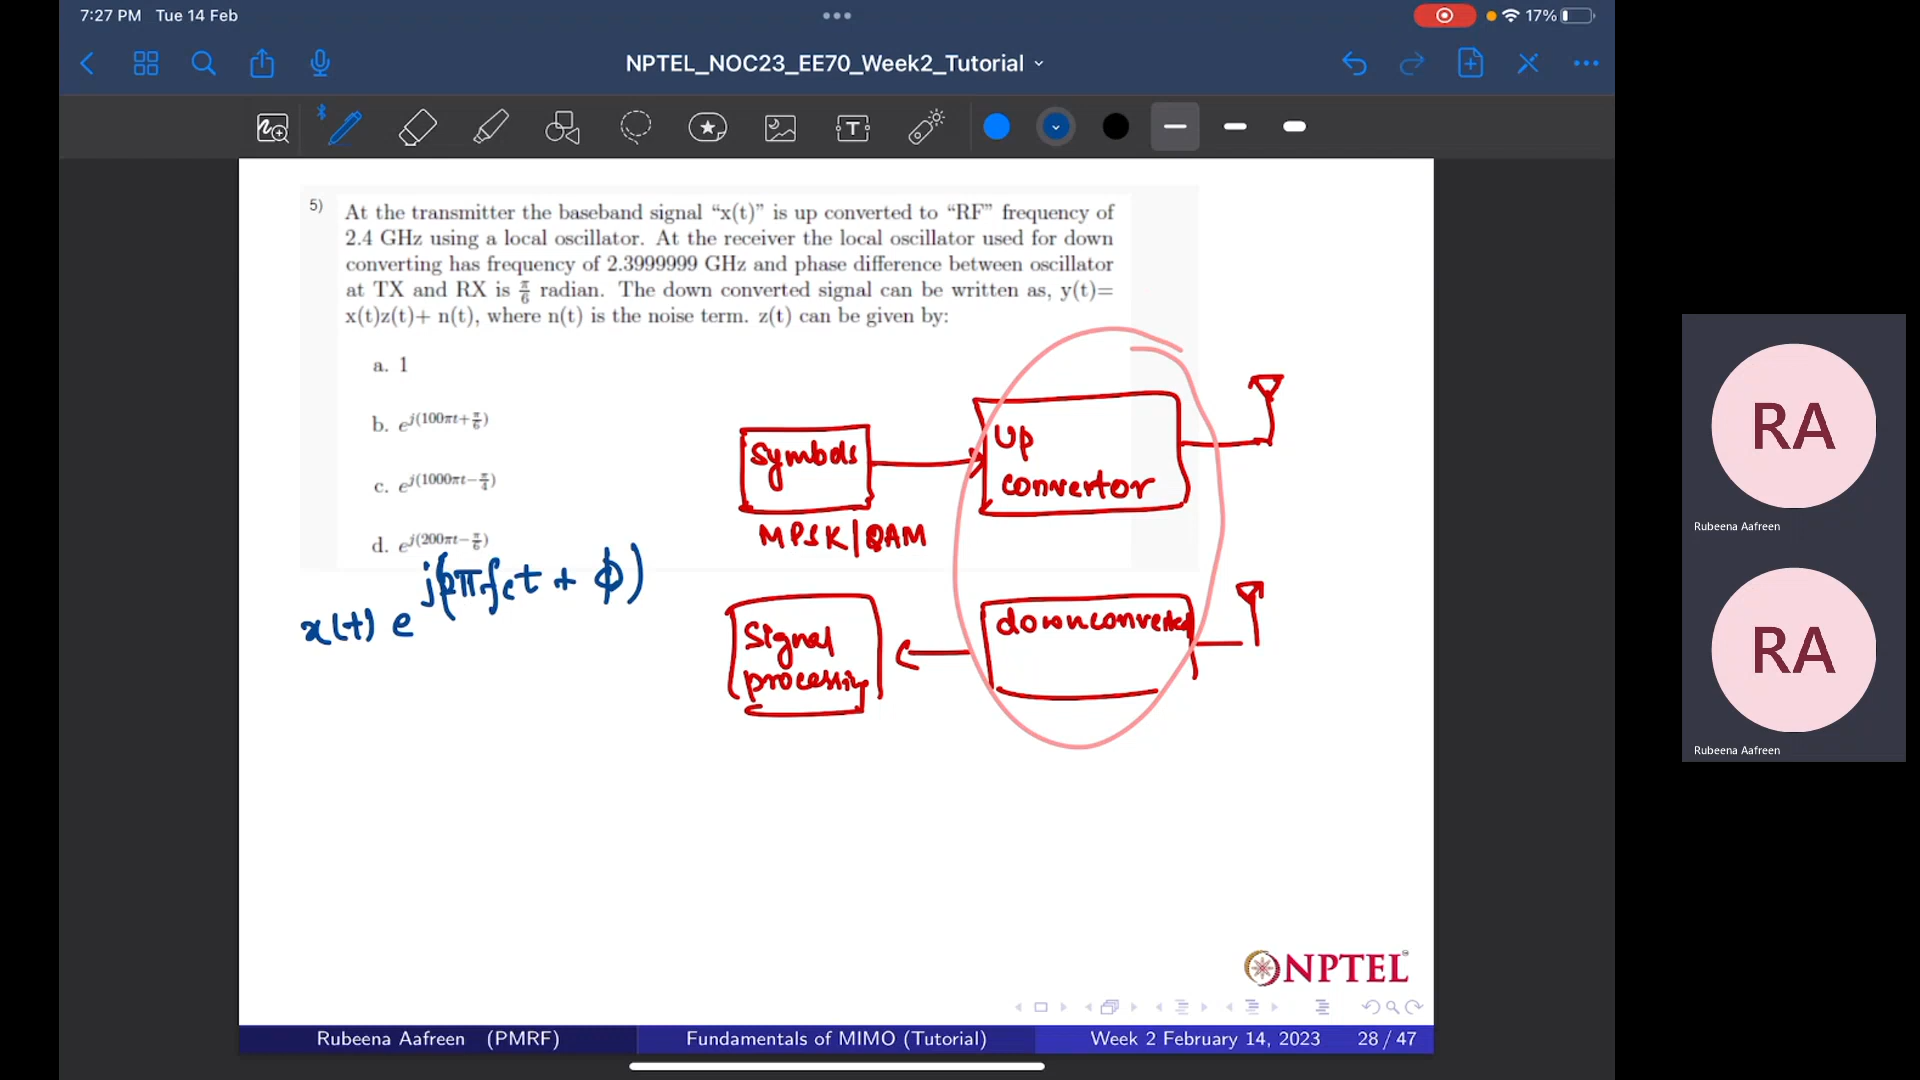 7:27 PM Tue 14 Feb
17%
NPTEL_NOC23_EE70_Week2_Tutorial
5)
At the transmitter the baseband signal “x(t)” is up converted to “RF” frequency of
2.4 GHz using a local oscillator. At the receiver the local oscillator used for down
converting has frequency of 2.3999999 GHz and phase difference between oscillator
at TX and RX is π/6 radian. The down converted signal can be written as, y(t)=
x(t)z(t)+ n(t), where n(t) is the noise term. z(t) can be given by:
a. 1
b. e^{j(100πt+π/6)}
c. e^{j(1000πt−π/4)}
d. e^{j(200πt−π/6)}
x(t) e^{j(2πf_ct + ϕ)}
Symbols
MPSK/QAM
Up
convertor
Signal
processing
downconverted
NPTEL
Rubeena Aafreen (PMRF)
Fundamentals of MIMO (Tutorial)
Week 2 February 14, 2023
28 / 47
RA
Rubeena Aafreen
RA
Rubeena Aafreen